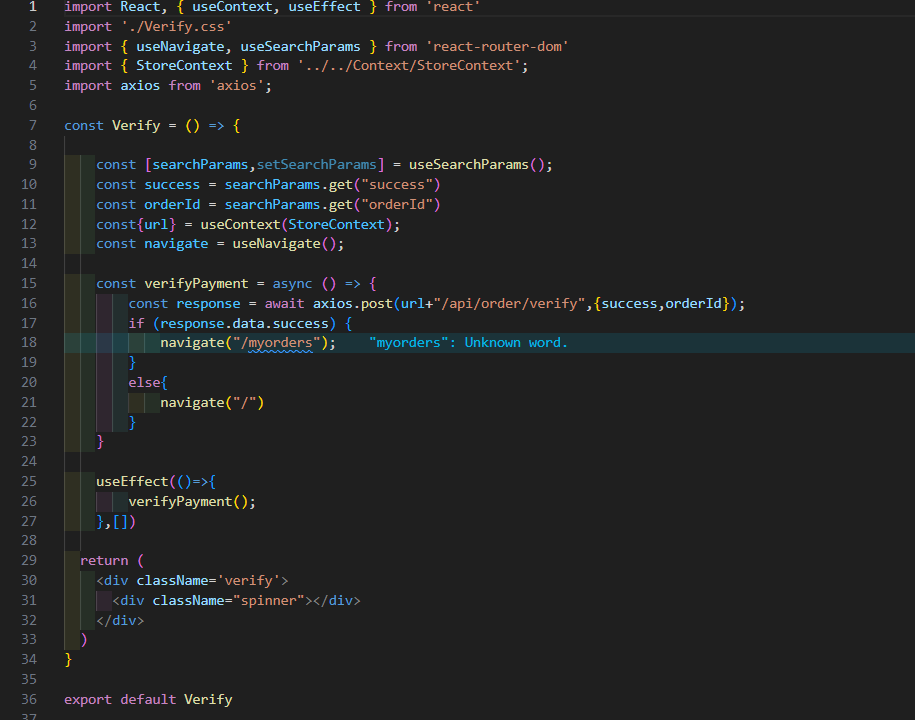 1 import React, { useContext, useEffect } from 'react'
2 import './Verify.css'
3 import { useNavigate, useSearchParams } from 'react-router-dom'
4 import { StoreContext } from '../../Context/StoreContext';
5 import axios from 'axios';
6
7 const Verify = () => {
8
9     const [searchParams,setSearchParams] = useSearchParams();
10     const success = searchParams.get("success")
11     const orderId = searchParams.get("orderId")
12     const{url} = useContext(StoreContext);
13     const navigate = useNavigate();
14
15     const verifyPayment = async () => {
16         const response = await axios.post(url+"/api/order/verify",{success,orderId});
17         if (response.data.success) {
18             navigate("/myorders");    "myorders": Unknown word.
19         }
20         else{
21             navigate("/")
22         }
23     }
24
25     useEffect(()=>{
26         verifyPayment();
27     },[])
28
29   return (
30     <div className='verify'>
31       <div className="spinner"></div>
32     </div>
33   )
34 }
35
36 export default Verify
37